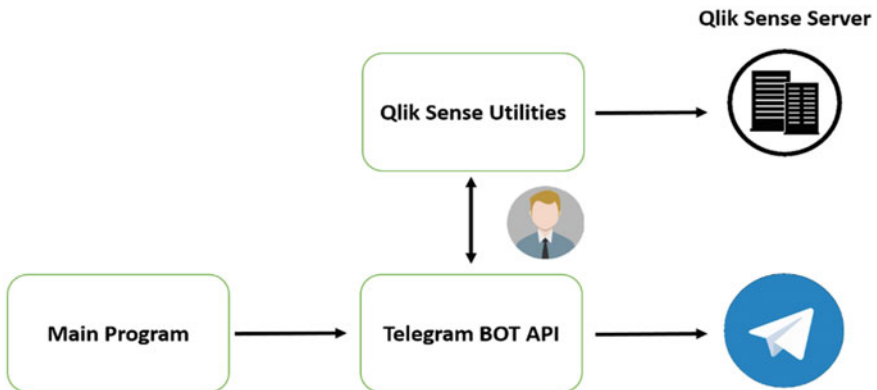 Qlik Sense Server
Qlik Sense Utilities
Main Program
Telegram BOT API